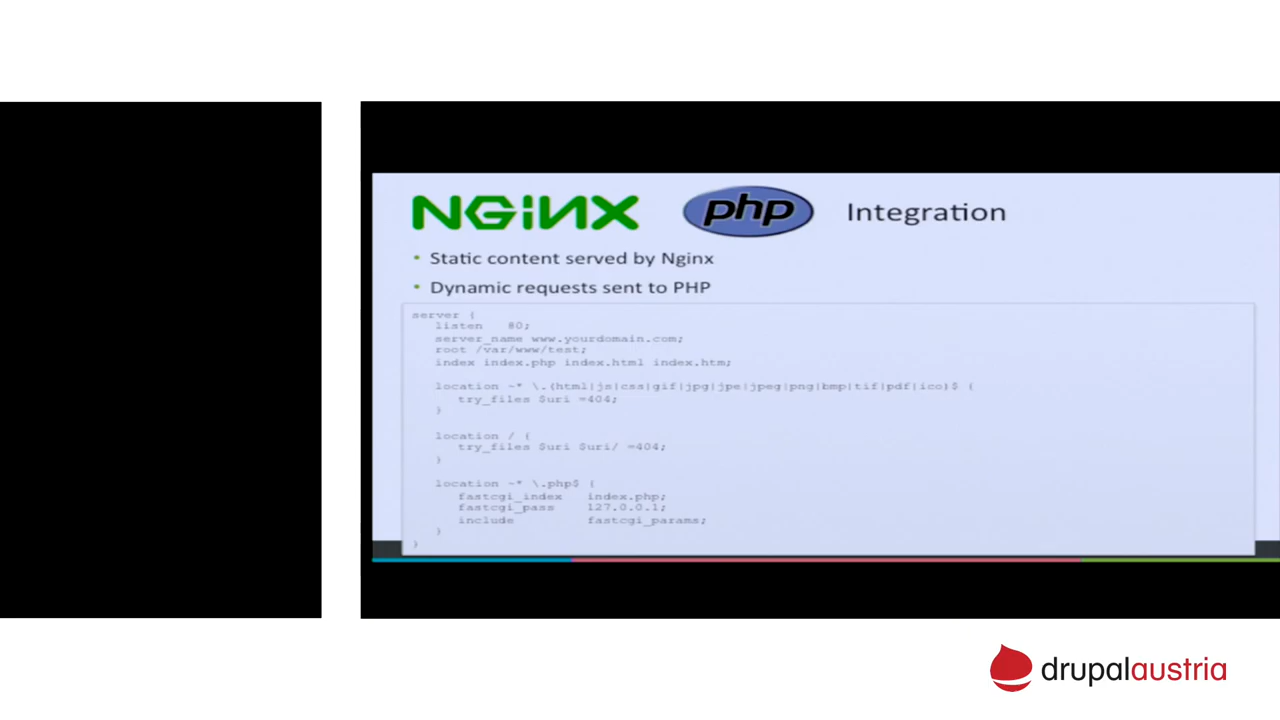 NGiNX php Integration
• Static content served by Nginx
• Dynamic requests sent to PHP
server {
listen 80;
server_name www.yourdomain.com;
root /var/www/test;
index index.php index.html index.htm;
location ~* \.(html|js|css|gif|jpg|jpe|jpeg|png|bmp|tif|pdf|ico)$ {
try_files $uri =404;
}
location / {
try_files $uri $uri/ =404;
}
location ~* \.php$ {
fastcgi_index index.php;
fastcgi_pass 127.0.0.1;
include fastcgi_params;
}
}
drupalaustria